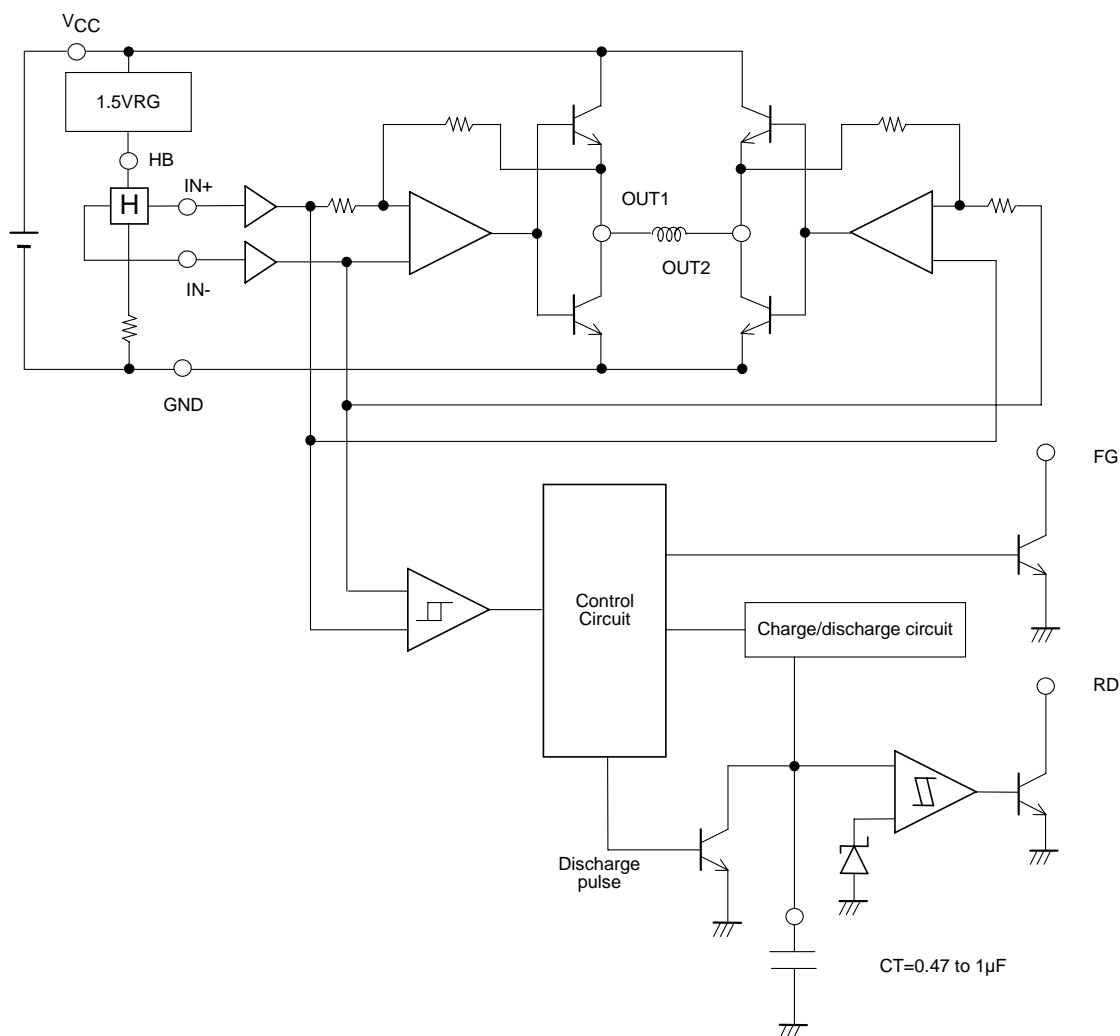 VCC
1.5VRG
HB
IN+
H
OUT1
OUT2
IN-
GND
FG
Control
Circuit
Charge/discharge circuit
RD
Discharge
pulse
CT=0.47 to 1µF